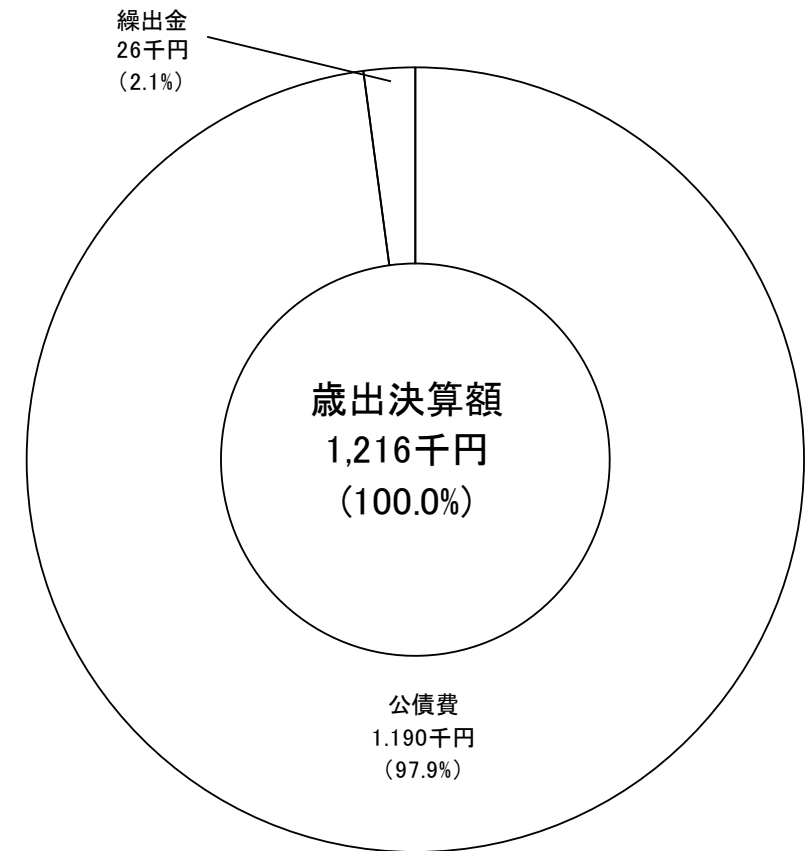 繰出金
26千円
（2.1%）
歳出決算額
1,216千円
（100.0%）
公債費
1.190千円
（97.9%）